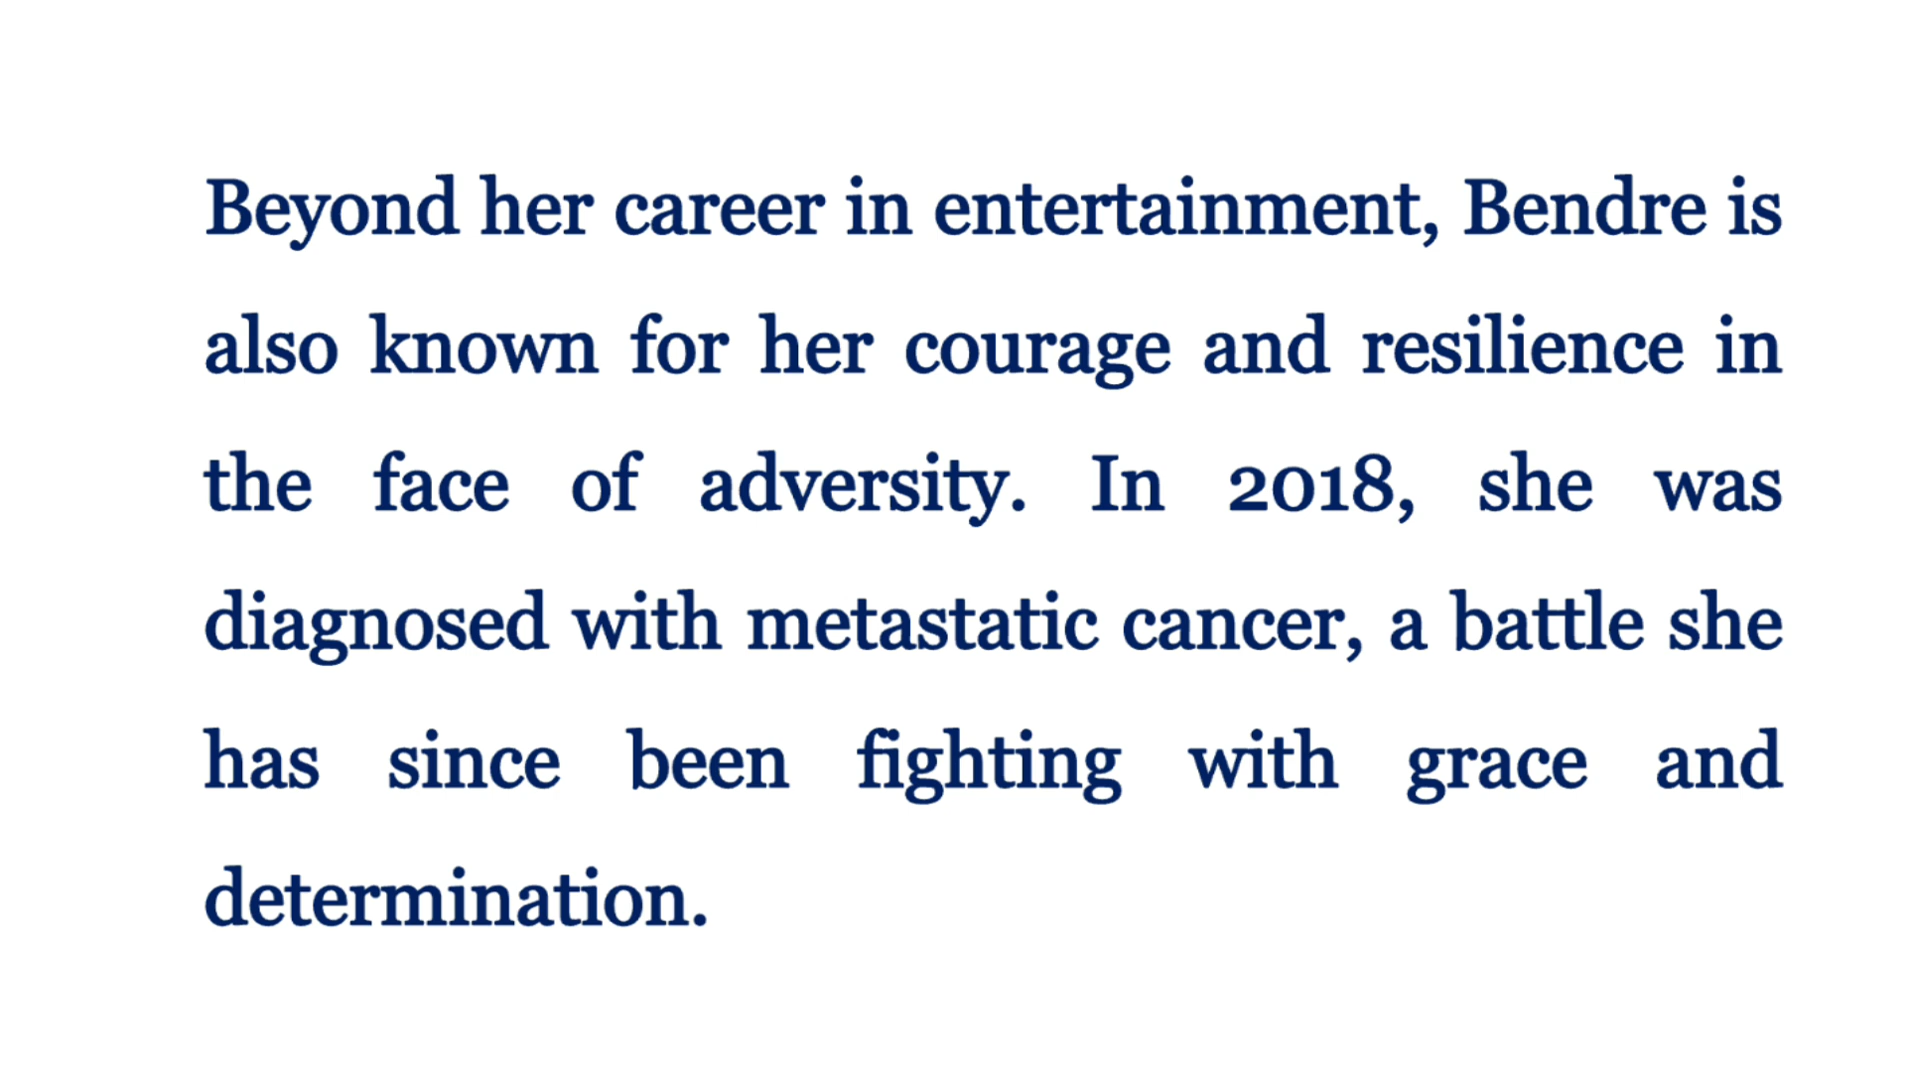 Beyond her career in entertainment, Bendre is
also known for her courage and resilience in
the face of adversity. In 2018, she was
diagnosed with metastatic cancer, a battle she
has since been fighting with grace and
determination.